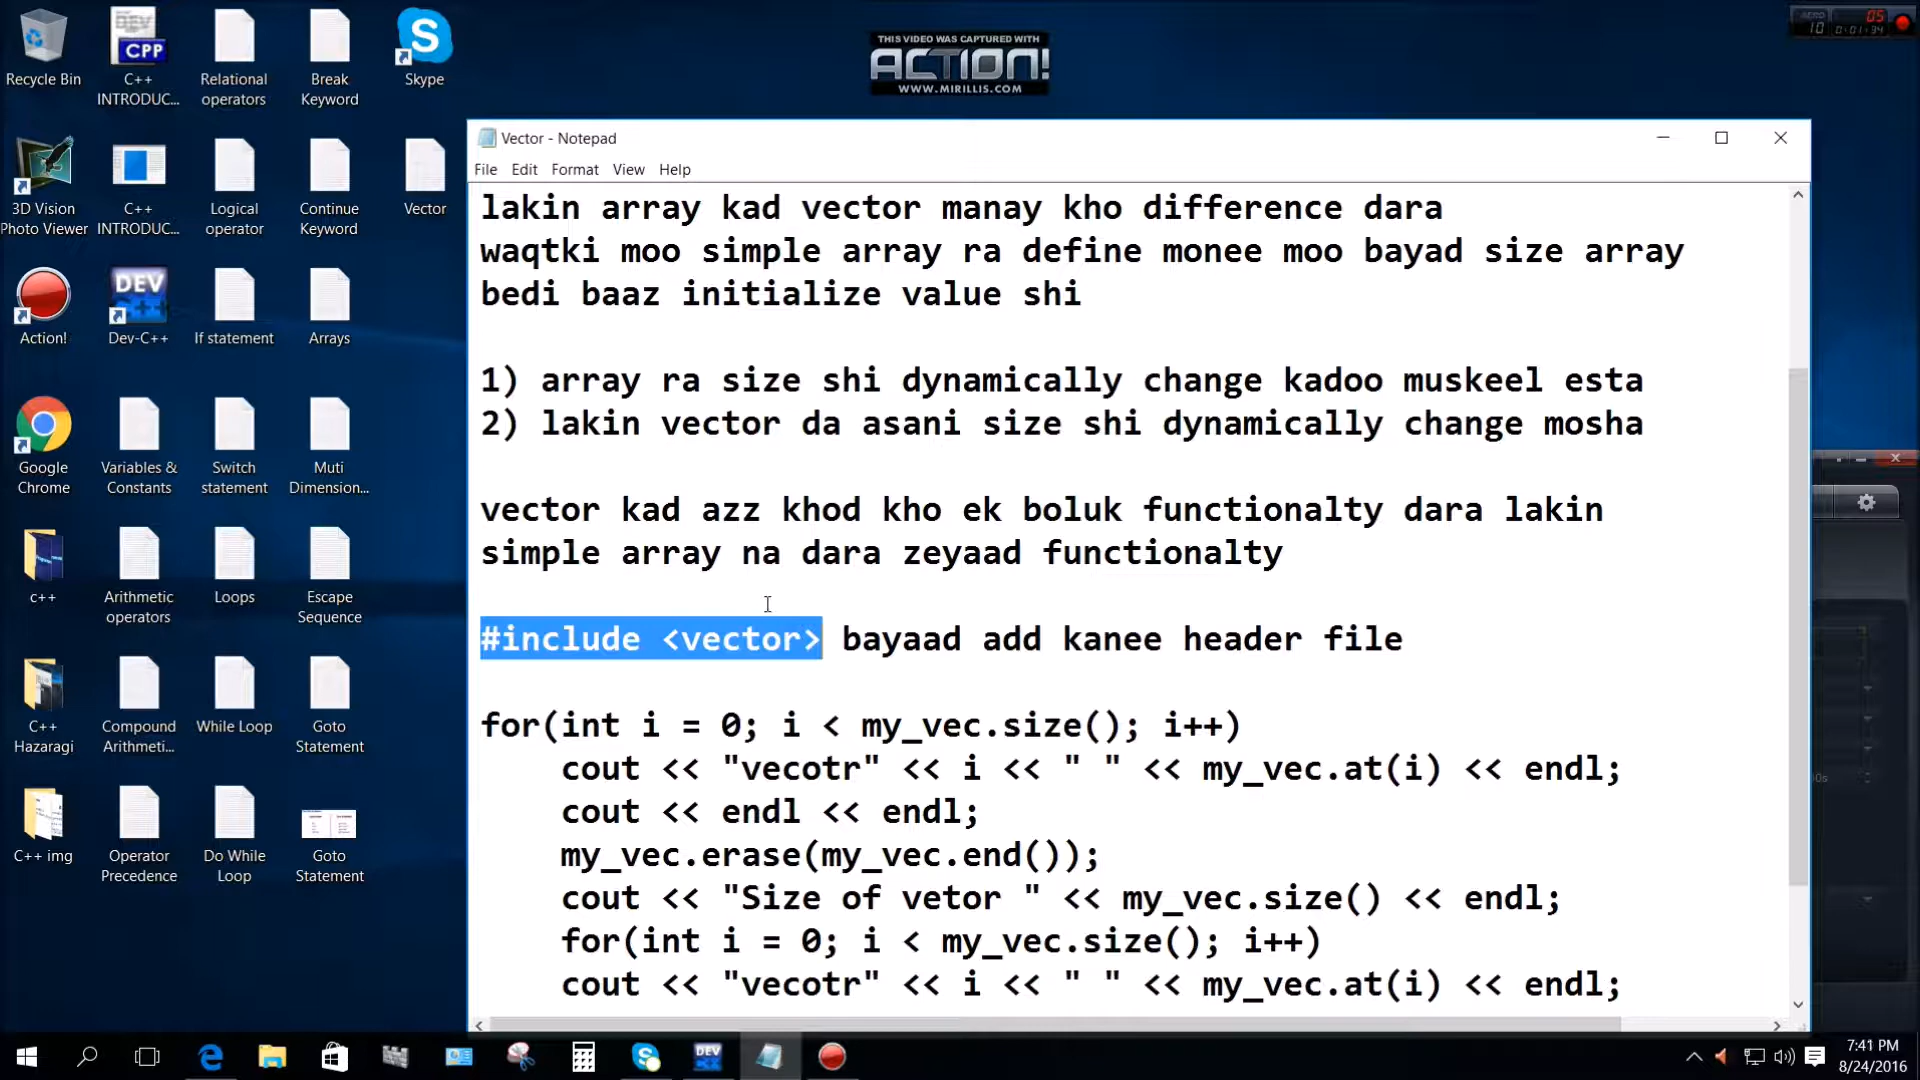 Recycle Bin
C++
INTRODUC...
Relational
operators
Break
Keyword
Skype
3D Vision
Photo Viewer
C++
INTRODUC...
Logical
operator
Continue
Keyword
Vector
Action!
Dev-C++
If statement
Arrays
Google
Chrome
Variables &
Constants
Switch
statement
Muti
Dimension...
c++
Arithmetic
operators
Loops
Escape
Sequence
C++
Hazaragi
Compound
Arithmeti...
While Loop
Goto
Statement
C++ img
Operator
Precedence
Do While
Loop
Goto
Statement
DEV
CPP
DEV
THIS VIDEO WAS CAPTURED WITH
ACTION!
WWW.MIRILLIS.COM
Vector - Notepad
File Edit Format View Help
lakin array kad vector manay kho difference dara
waqtki moo simple array ra define monee moo bayad size array
bedi baaz initialize value shi
1) array ra size shi dynamically change kadoo muskeel esta
2) lakin vector da asani size shi dynamically change mosha
vector kad azz khod kho ek boluk functionalty dara lakin
simple array na dara zeyaad functionalty
#include <vector> bayaad add kanee header file
for(int i = 0; i < my_vec.size(); i++)
cout << "vecotr" << i << " " << my_vec.at(i) << endl;
cout << endl << endl;
my_vec.erase(my_vec.end());
cout << "Size of vetor " << my_vec.size() << endl;
for(int i = 0; i < my_vec.size(); i++)
cout << "vecotr" << i << " " << my_vec.at(i) << endl;
DEV
7:41 PM
8/24/2016